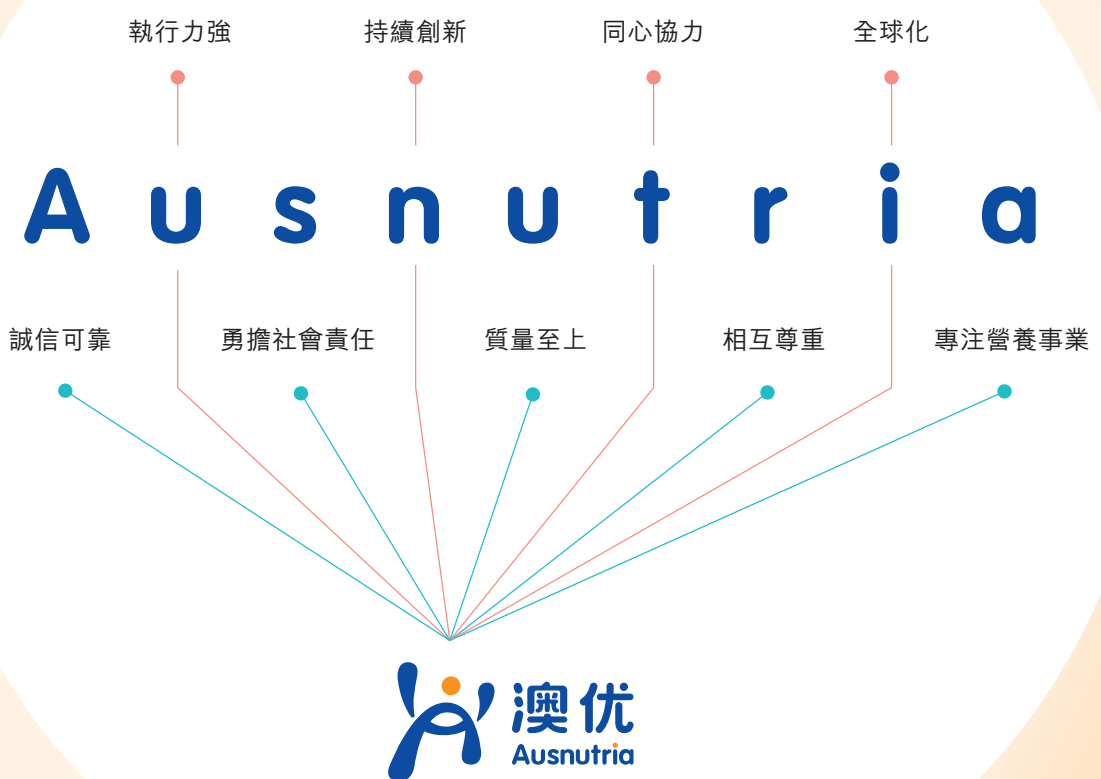 執行力強 持續創新 同心協力 全球化
Ausnutria
誠信可靠 勇擔社會責任 質量至上 相互尊重 專注營養事業
澳优
Ausnutria